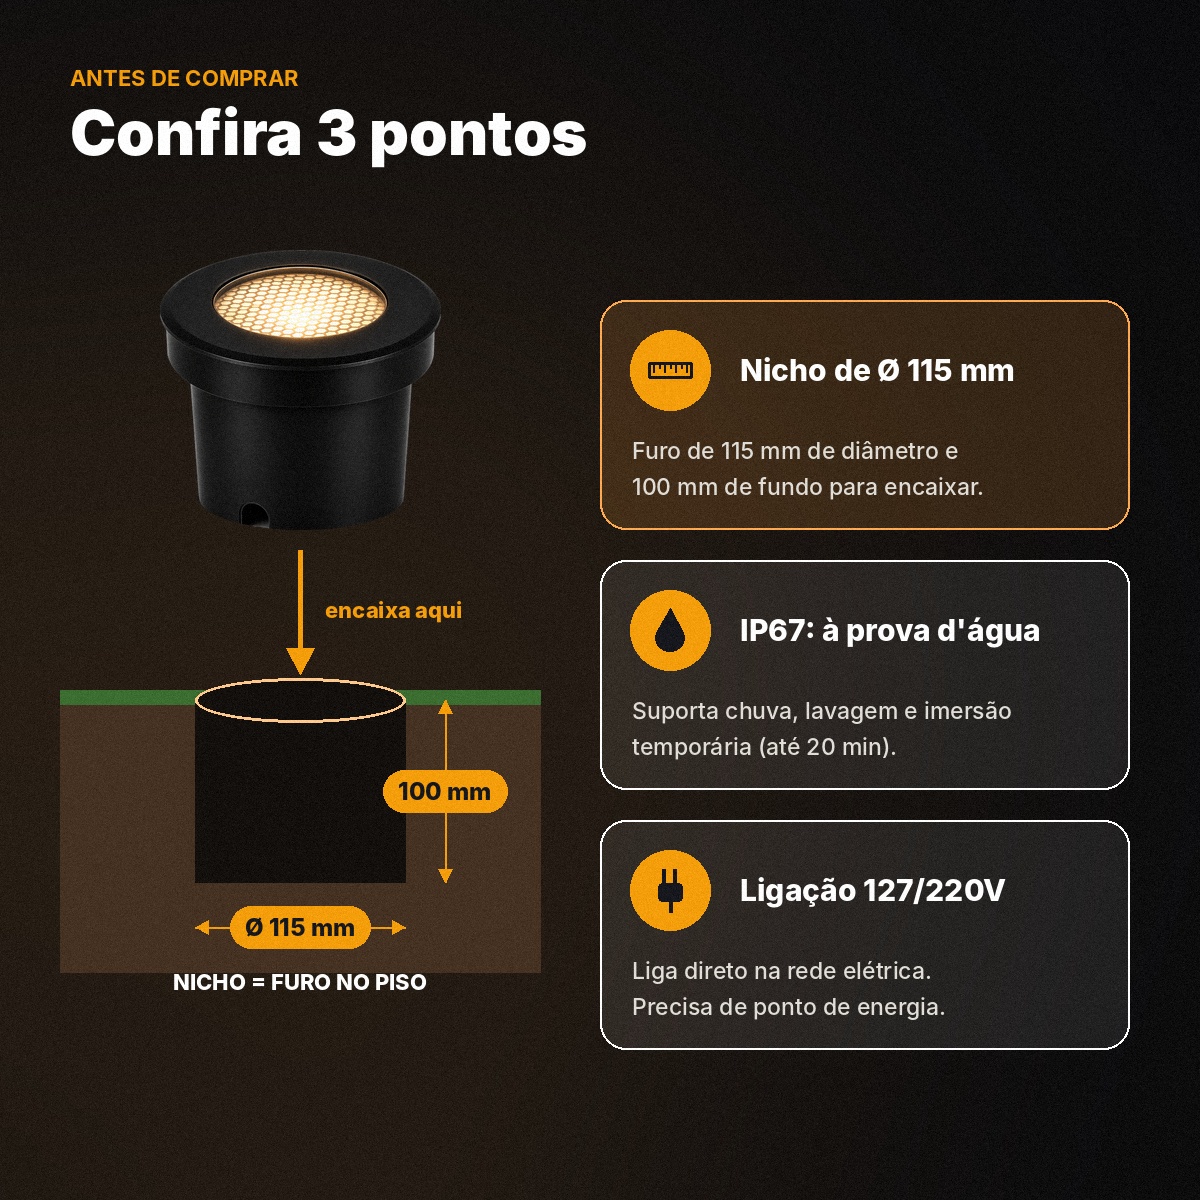 ANTES DE COMPRAR
Confira 3 pontos
Nicho de Ø 115 mm
Furo de 115 mm de diâmetro e
100 mm de fundo para encaixar.
encaixa aqui
IP67: à prova d'água
Suporta chuva, lavagem e imersão
temporária (até 20 min).
100 mm
Ø 115 mm
NICHO = FURO NO PISO
Ligação 127/220V
Liga direto na rede elétrica.
Precisa de ponto de energia.